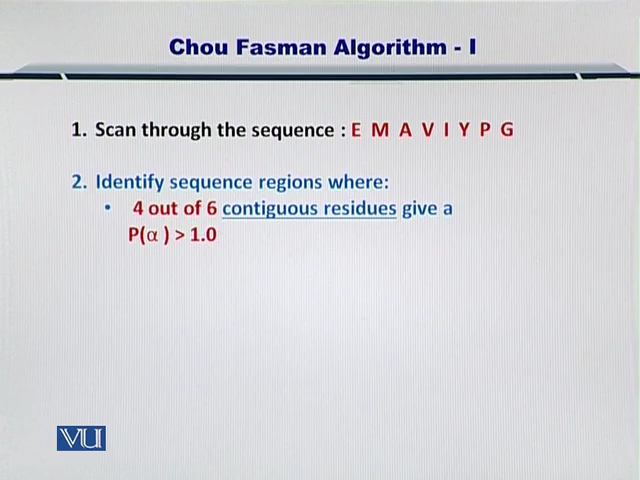 Chou Fasman Algorithm - I
1. Scan through the sequence : E M A V I Y P G
2. Identify sequence regions where:
• 4 out of 6 contiguous residues give a
P(α ) > 1.0
VU